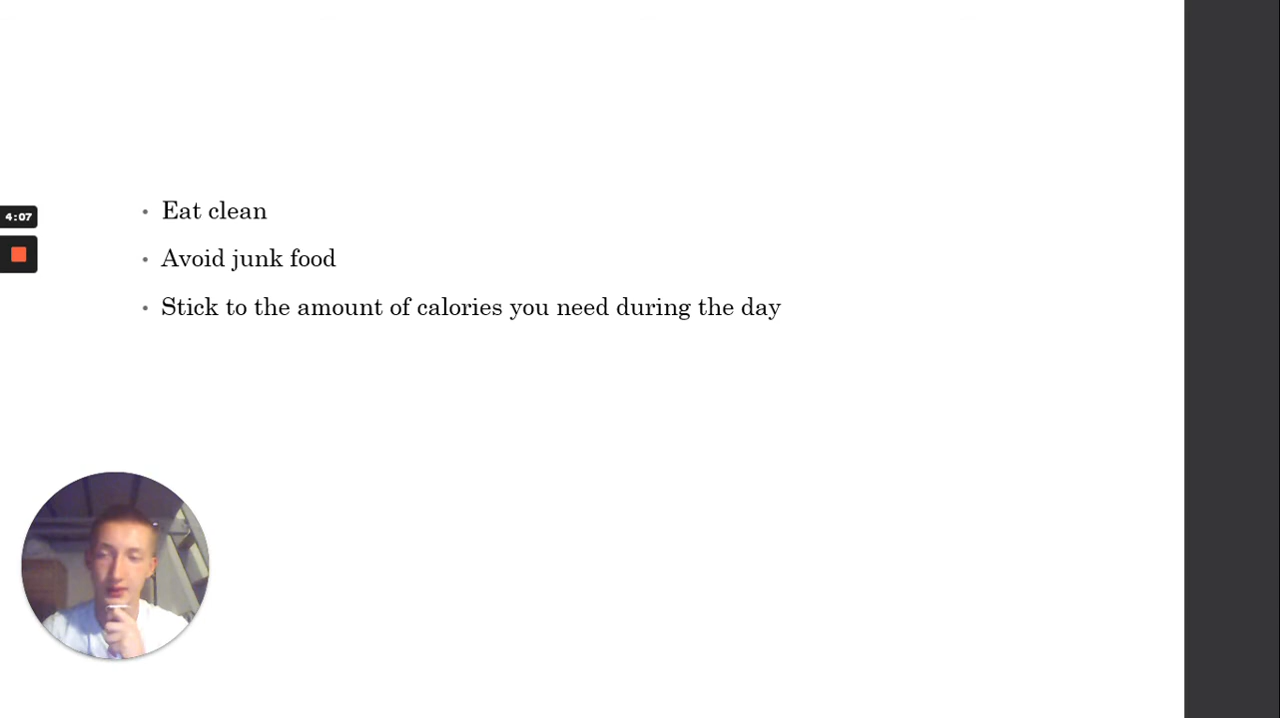 Eat clean
4:07
Avoid junk food
Stick to the amount of calories you need during the day